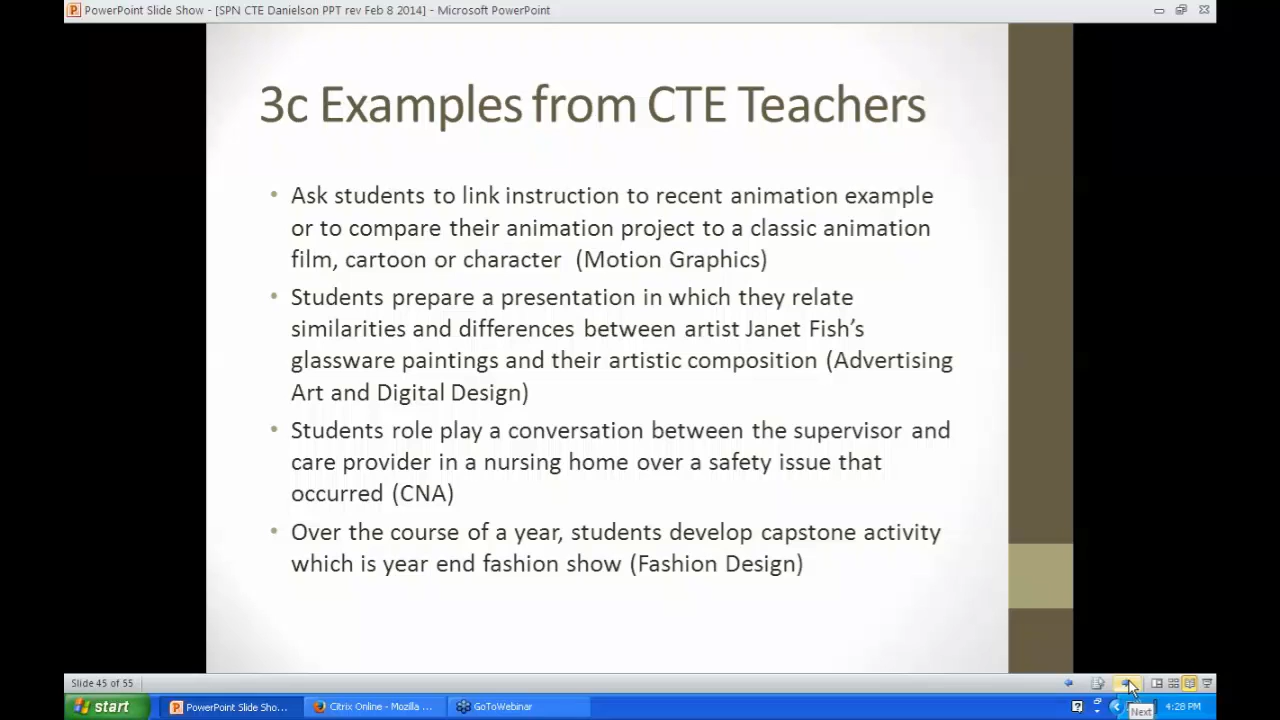 PowerPoint Slide Show - [SPN CTE Danielson PPT rev Feb 8 2014] - Microsoft PowerPoint
3c Examples from CTE Teachers
• Ask students to link instruction to recent animation example
or to compare their animation project to a classic animation
film, cartoon or character (Motion Graphics)
• Students prepare a presentation in which they relate
similarities and differences between artist Janet Fish’s
glassware paintings and their artistic composition (Advertising
Art and Digital Design)
• Students role play a conversation between the supervisor and
care provider in a nursing home over a safety issue that
occurred (CNA)
• Over the course of a year, students develop capstone activity
which is year end fashion show (Fashion Design)
Slide 45 of 55
start PowerPoint Slide Sho... Citrix Online - Mozilla ... GoToWebinar 4:28 PM
Next